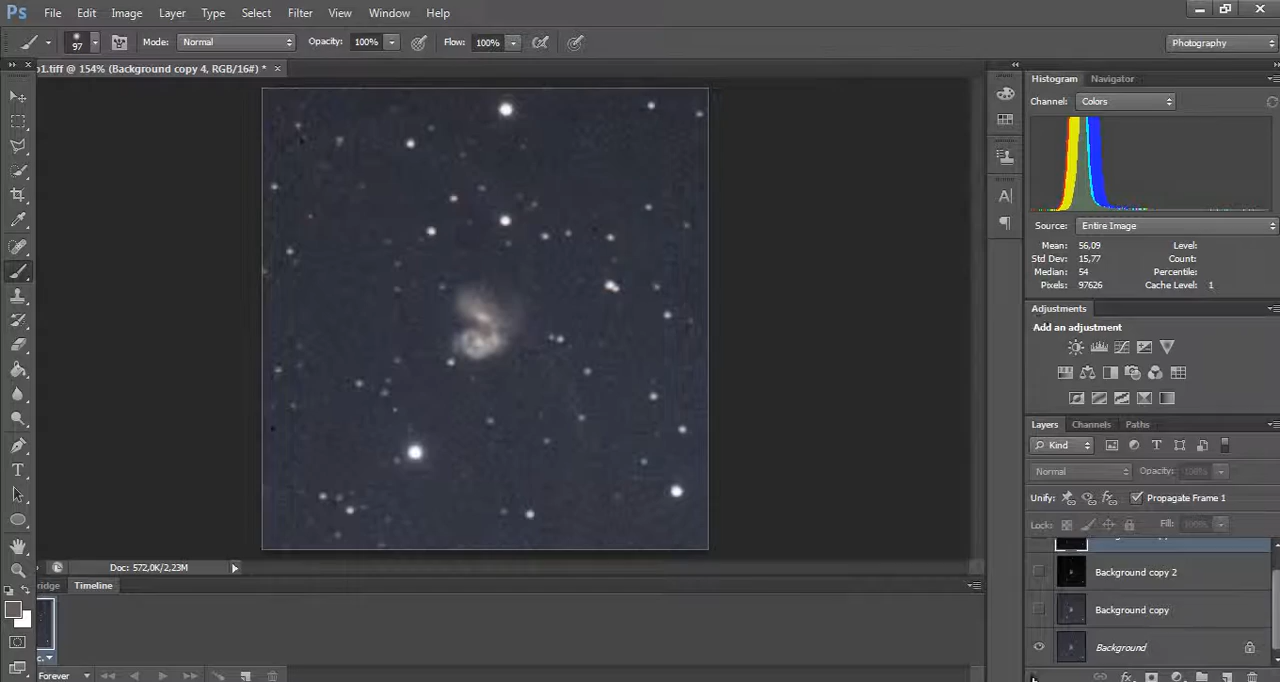 Ps File Edit Image Layer Type Select Filter View Window Help
97 Mode: Normal Opacity: 100% Flow: 100% Photography
p1.tiff @ 154% (Background copy 4, RGB/16#) * ×
Histogram Navigator
Channel: Colors
Source: Entire Image
Mean: 56,09 Level:
Std Dev: 15,77 Count:
Median: 54 Percentile:
Pixels: 97626 Cache Level: 1
Adjustments
Add an adjustment
Layers Channels Paths
Kind
Normal Opacity: 100%
Unify: Propagate Frame 1
Lock: Fill: 100%
Background copy 2
Background copy
Background
Doc: 572,0K/2,23M
ridge Timeline
Forever